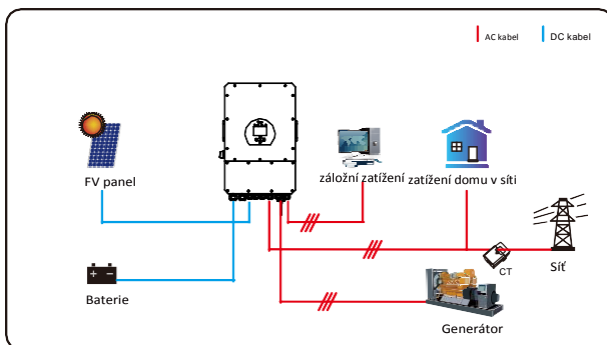 AC kabel
DC kabel
FV panel
záložní zatížení
zatížení domu v síti
CT
Síť
Baterie
Generátor